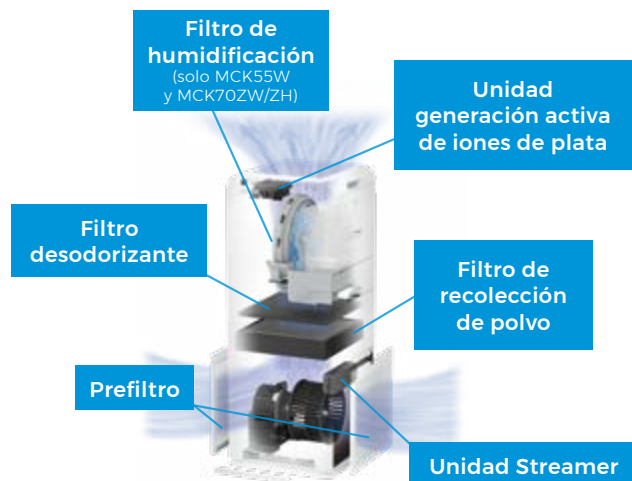 Filtro de
humidificación
(solo MCK55W
y MCK70ZW/ZH)
Unidad
generación activa
de iones de plata
Filtro
desodorizante
Filtro de
recolección
de polvo
Prefiltro
Unidad Streamer